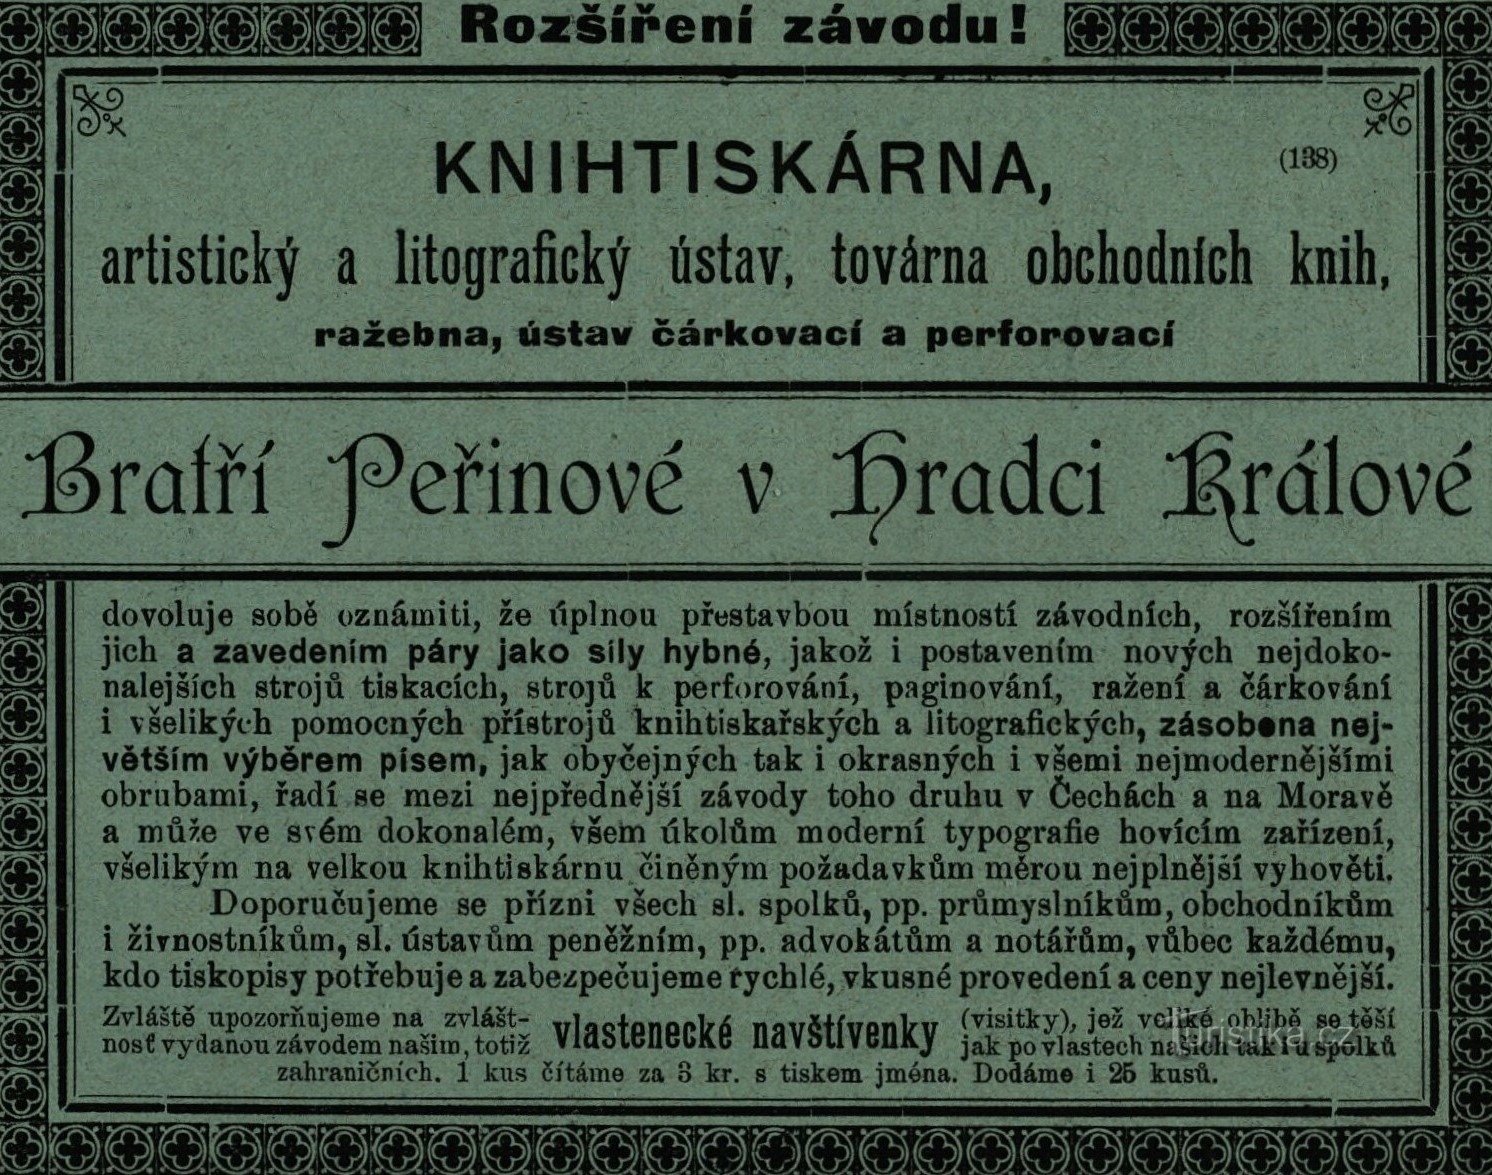 Rozšíření závodu!
KNIHTISKÁRNA,
(138)
artistický a litografický ústav, továrna obchodních knih,
ražebna, ústav čárkovací a perforovací
Bratří Peřinové v Hradci Králové
dovoluje sobě oznámiti, že úplnou přestavbou místností závodních, rozšířením
jich a zavedením páry jako síly hybné, jakož i postavením nových nejdoko-
nalejších strojů tiskacích, strojů k perforování, paginování, ražení a čárkování
i všelikých pomocných přístrojů knihtiskařských a litografických, zásobena nej-
větším výběrem písem, jak obyčejných tak i okrasných i všemi nejmodernějšími
obrubami, řadí se mezi nejpřednější závody toho druhu v Čechách a na Moravě
a může ve svém dokonalém, všem úkolům moderní typografie hovícím zařízení,
všelikým na velkou knihtiskárnu činěným požadavkům měrou nejplnější vyhověti.
Doporučujeme se přízni všech sl. spolků, pp. průmyslníkům, obchodníkům
i živnostníkům, sl. ústavům peněžním, pp. advokátům a notářům, vůbec každému,
kdo tiskopisy potřebuje a zabezpečujeme rychlé, vkusné provedení a ceny nejlevnější.
Zvláště upozorňujeme na zvlášt-
nosť vydanou závodem naším, totiž
vlastenecké navštívenky
(visitky), jež veliké oblibě se těší
jak po vlastech našich tak i u spolků
zahraničních. 1 kus čítáme za 3 kr. s tiskem jména. Dodáme i 25 kusů.
Turistika.cz